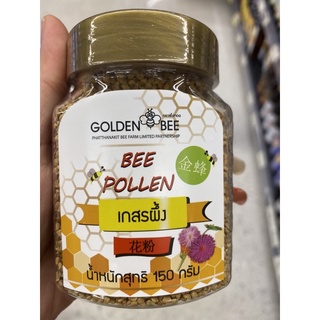 GOLDEN BEE
PHATTHANAKIT BEE FARM LIMITED PARTNERSHIP
BEE
POLLEN
金蜂
เกสรผึ้ง
花粉
น้ำหนักสุทธิ 150 กรัม